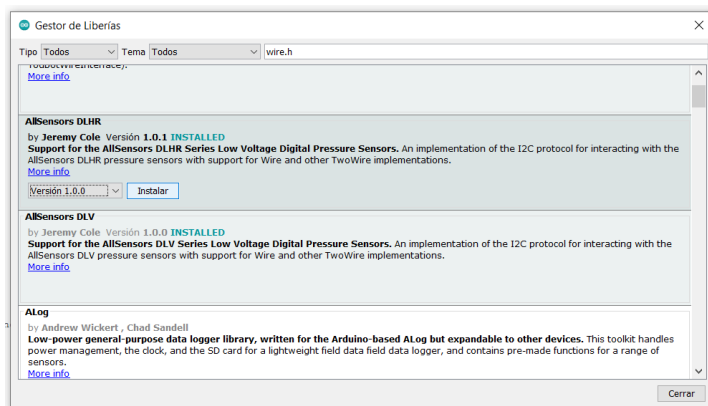 Gestor de Liberías
Tipo Todos Tema Todos wire.h
YouBotWireInterface).
More info
AllSensors DLHR
by Jeremy Cole Versión 1.0.1 INSTALLED
Support for the AllSensors DLHR Series Low Voltage Digital Pressure Sensors. An implementation of the I2C protocol for interacting with the
AllSensors DLHR pressure sensors with support for Wire and other TwoWire implementations.
More info
Versión 1.0.0 Instalar
AllSensors DLV
by Jeremy Cole Versión 1.0.0 INSTALLED
Support for the AllSensors DLV Series Low Voltage Digital Pressure Sensors. An implementation of the I2C protocol for interacting with the
AllSensors DLV pressure sensors with support for Wire and other TwoWire implementations.
More info
ALog
by Andrew Wickert , Chad Sandell
Low-power general-purpose data logger library, written for the Arduino-based ALog but expandable to other devices. This toolkit handles
power management, the clock, and the SD card for a lightweight field data field data logger, and contains pre-made functions for a range of
sensors.
More info
Cerrar